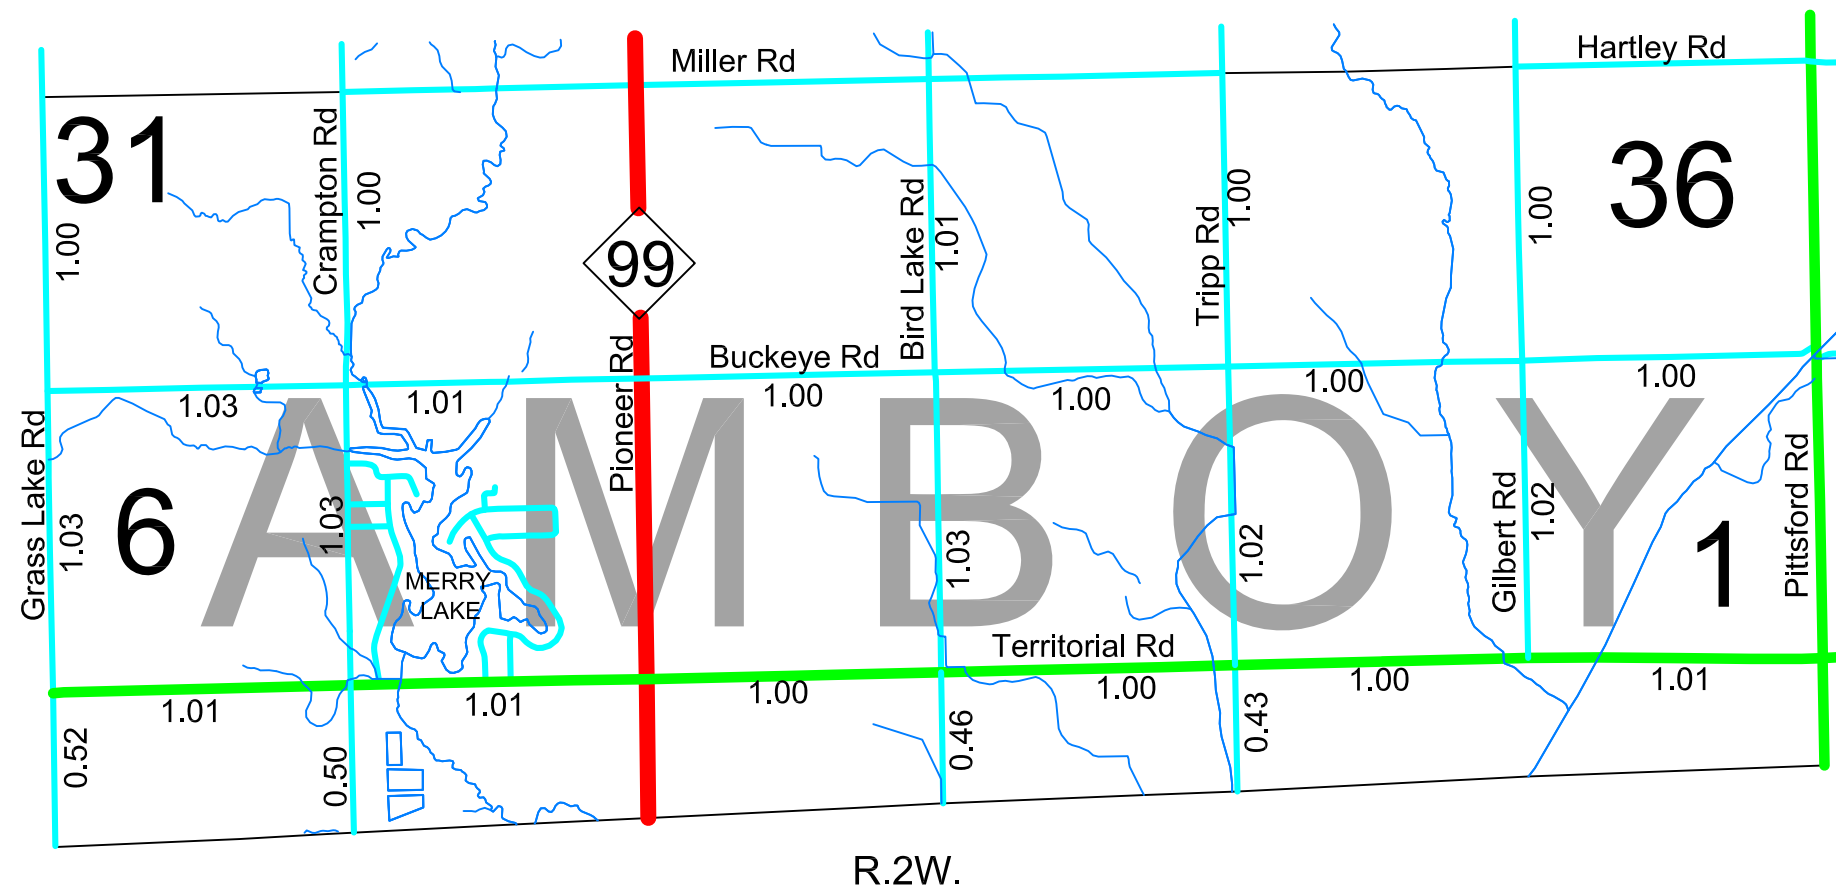 Miller Rd
Hartley Rd
31
36
Crampton Rd
1.00
1.00
99
Bird Lake Rd
1.01
Tripp Rd
1.00
1.00
Buckeye Rd
Pioneer Rd
1.03
1.01
1.00
1.00
1.00
1.00
AMBOY
Grass Lake Rd
1.03
6
1.03
MERRY
LAKE
1.03
1.02
Gilbert Rd
1.02
1
Pittsford Rd
Territorial Rd
1.01
1.01
1.00
1.00
1.00
1.01
0.52
0.50
0.46
0.43
R.2W.